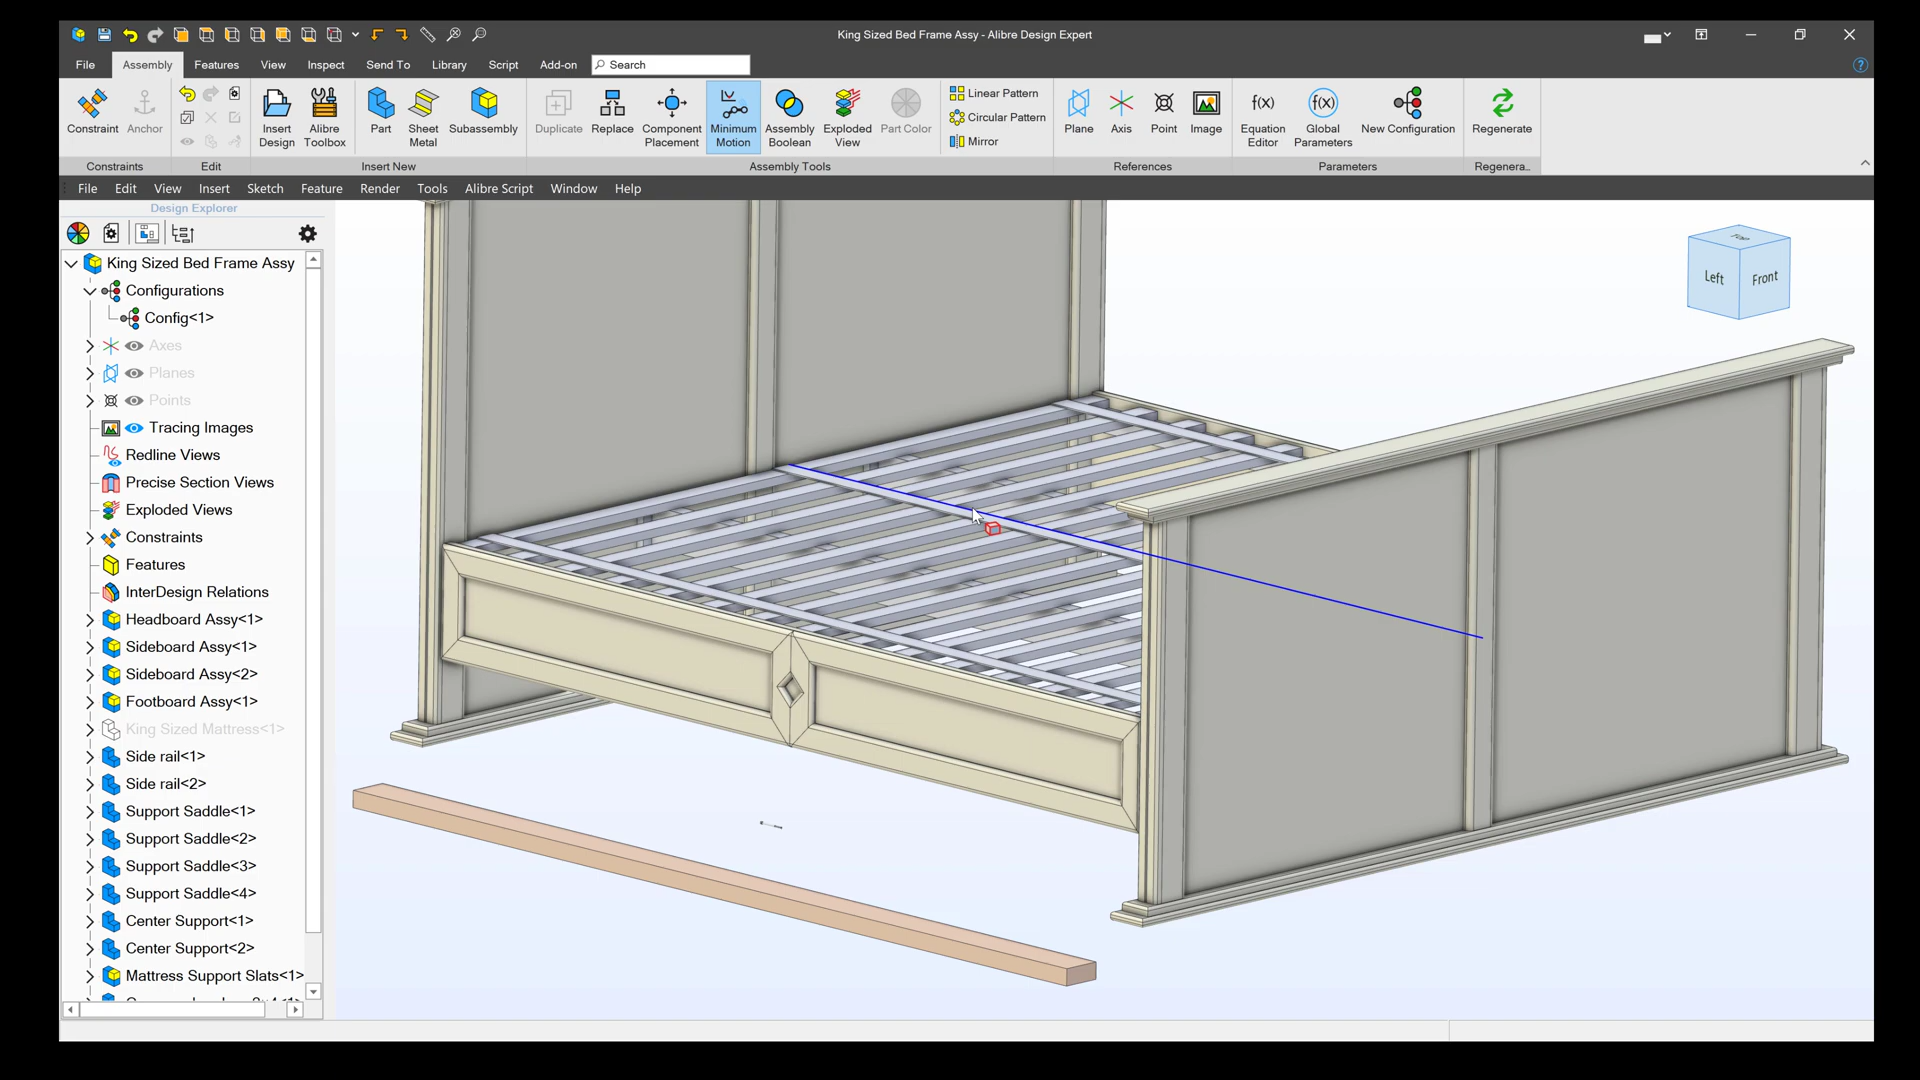 King Sized Bed Frame Assy - Alibre Design Expert
File Assembly Features View Inspect Send To Library Script Add-on Search
Constraint Anchor Insert Design Alibre Toolbox Part Sheet Metal Subassembly Duplicate Replace Component Placement Minimum Motion Assembly Boolean Exploded View Part Color
Linear Pattern
Circular Pattern
Mirror
Plane Axis Point Image f(x) Equation Editor (x) Global Parameters New Configuration Regenerate
Constraints Edit Insert New Assembly Tools References Parameters Regenera...
File Edit View Insert Sketch Feature Render Tools Alibre Script Window Help
Design Explorer
King Sized Bed Frame Assy
Configurations
Config<1>
Axes
Planes
Points
Tracing Images
Redline Views
Precise Section Views
Exploded Views
Constraints
Features
InterDesign Relations
Headboard Assy<1>
Sideboard Assy<1>
Sideboard Assy<2>
Footboard Assy<1>
King Sized Mattress<1>
Side rail<1>
Side rail<2>
Support Saddle<1>
Support Saddle<2>
Support Saddle<3>
Support Saddle<4>
Center Support<1>
Center Support<2>
Mattress Support Slats<1>
Top
Left Front